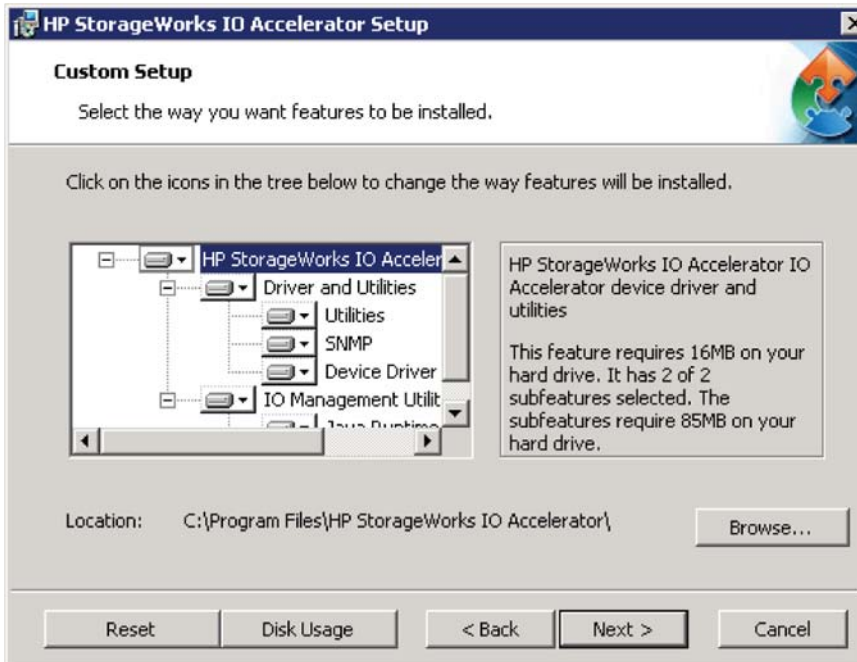 HP StorageWorks IO Accelerator Setup
Custom Setup
Select the way you want features to be installed.
Click on the icons in the tree below to change the way features will be installed.
HP StorageWorks IO Acceler
Driver and Utilities
Utilities
SNMP
Device Driver
IO Management Utilit
Java Runtime
HP StorageWorks IO Accelerator IO
Accelerator device driver and
utilities
This feature requires 16MB on your
hard drive. It has 2 of 2
subfeatures selected. The
subfeatures require 85MB on your
hard drive.
Location: C:\Program Files\HP StorageWorks IO Accelerator\
Browse...
Reset Disk Usage < Back Next > Cancel